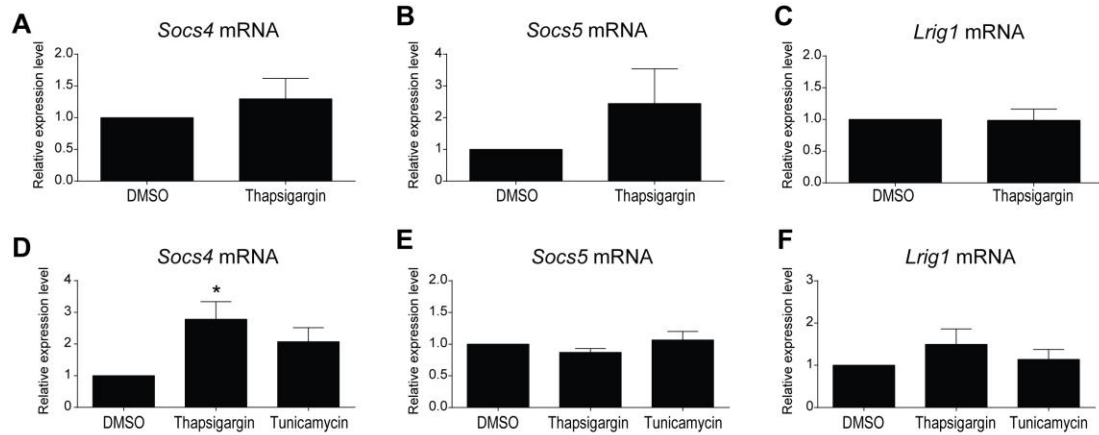 A
Socs4 mRNA
Relative expression level
2.0
1.5
1.0
0.5
0.0
DMSO Thapsigargin
B
Socs5 mRNA
Relative expression level
4
3
2
1
0
DMSO Thapsigargin
C
Lrig1 mRNA
Relative expression level
2.0
1.5
1.0
0.5
0.0
DMSO Thapsigargin
D
Socs4 mRNA
Relative expression level
4
3
2
1
0
*
DMSO Thapsigargin Tunicamycin
E
Socs5 mRNA
Relative expression level
2.0
1.5
1.0
0.5
0.0
DMSO Thapsigargin Tunicamycin
F
Lrig1 mRNA
Relative expression level
3
2
1
0
DMSO Thapsigargin Tunicamycin